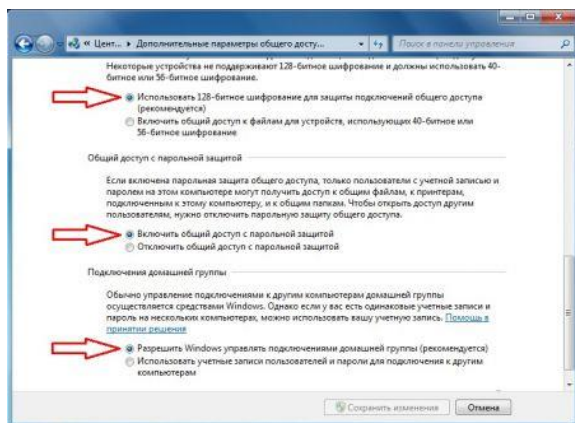 « Цент... ▸ Дополнительные параметры общего досту...
Поиск в панели управления
Некоторые устройства не поддерживают 128-битное шифрование и должны использовать 40-
битное или 56-битное шифрование.
Использовать 128-битное шифрование для защиты подключений общего доступа
(рекомендуется)
Включить общий доступ к файлам для устройств, использующих 40-битное или
56-битное шифрование
Общий доступ с парольной защитой
Если включена парольная защита общего доступа, только пользователи с учетной записью и
паролем на этом компьютере могут получить доступ к общим файлам, к принтерам,
подключенным к этому компьютеру, и к общим папкам. Чтобы открыть доступ другим
пользователям, нужно отключить парольную защиту общего доступа.
Включить общий доступ с парольной защитой
Отключить общий доступ с парольной защитой
Подключения домашней группы
Обычно управление подключениями к другим компьютерам домашней группы
осуществляется средствами Windows. Однако если у вас есть одинаковые учетные записи и
пароль на нескольких компьютерах, можно использовать вашу учетную запись. Помощь в
принятии решения
Разрешить Windows управлять подключениями домашней группы (рекомендуется)
Использовать учетные записи пользователей и пароли для подключения к другим
компьютерам
Сохранить изменения
Отмена